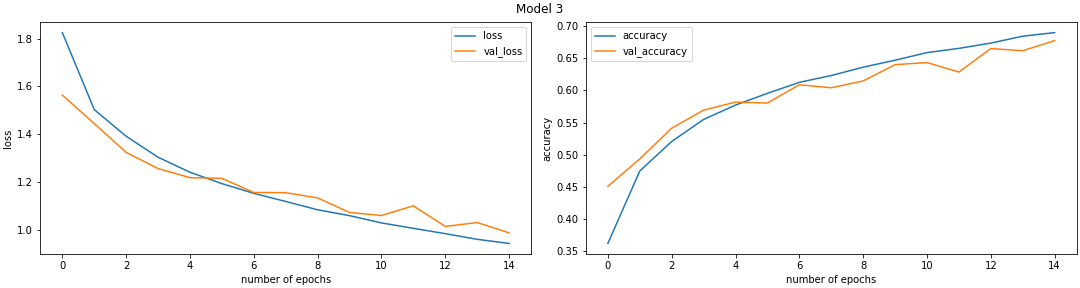 Model 3
loss
val_loss
1.8
1.6
1.4
1.2
1.0
loss
0 2 4 6 8 10 12 14
number of epochs
accuracy
val_accuracy
0.70
0.65
0.60
0.55
0.50
0.45
0.40
0.35
accuracy
0 2 4 6 8 10 12 14
number of epochs